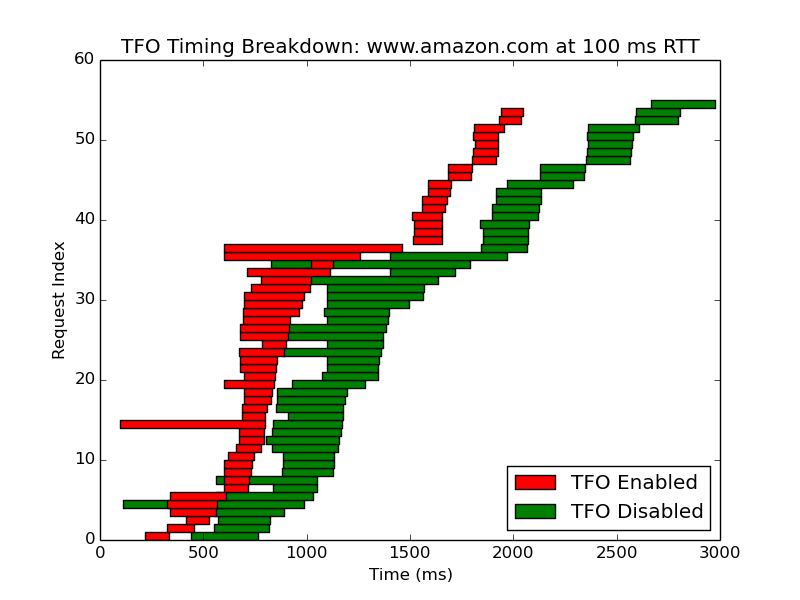 TFO Timing Breakdown: www.amazon.com at 100 ms RTT
60
50
40
30
20
10
0
Request Index
TFO Enabled
TFO Disabled
0 500 1000 1500 2000 2500 3000
Time (ms)